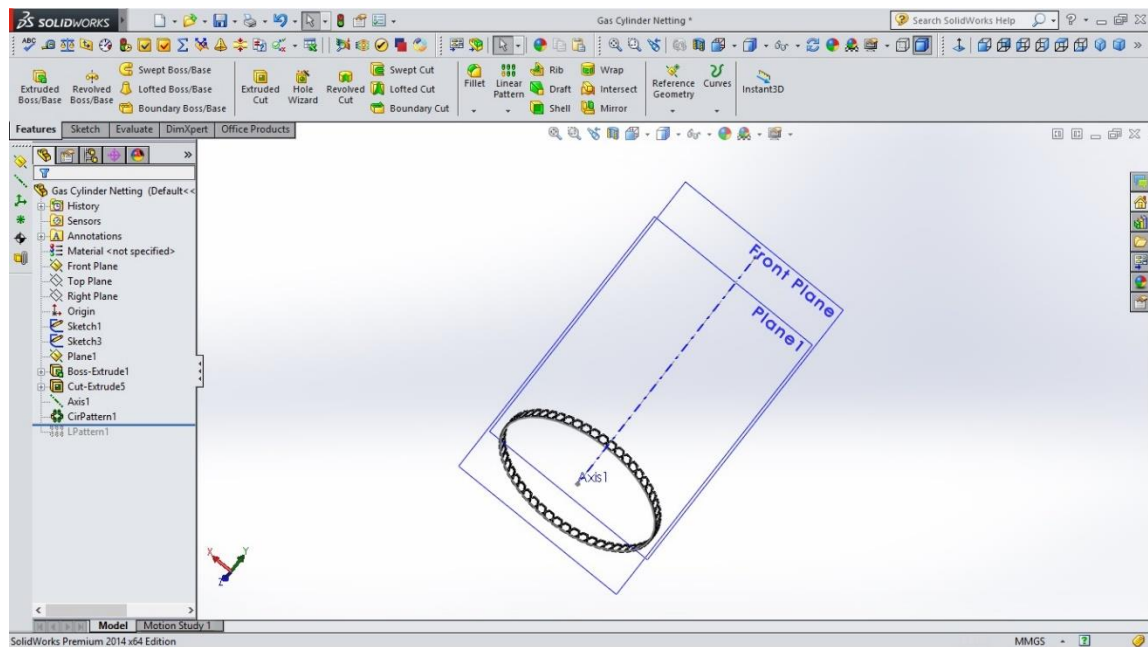 SOLIDWORKS
Gas Cylinder Netting *
Search SolidWorks Help
ABC
Extruded Boss/Base
Revolved Boss/Base
Swept Boss/Base
Lofted Boss/Base
Boundary Boss/Base
Extruded Cut
Hole Wizard
Revolved Cut
Swept Cut
Lofted Cut
Boundary Cut
Fillet
Linear Pattern
Rib
Draft
Shell
Wrap
Intersect
Mirror
Reference Geometry
Curves
Instant3D
Features
Sketch
Evaluate
DimXpert
Office Products
Gas Cylinder Netting (Default<<
History
Sensors
Annotations
Material <not specified>
Front Plane
Top Plane
Right Plane
Origin
Sketch1
Sketch3
Plane1
Boss-Extrude1
Cut-Extrude5
Axis1
CirPattern1
LPattern1
Front Plane
Plane1
Axis1
X
Y
Z
Model
Motion Study 1
SolidWorks Premium 2014 x64 Edition
MMGS